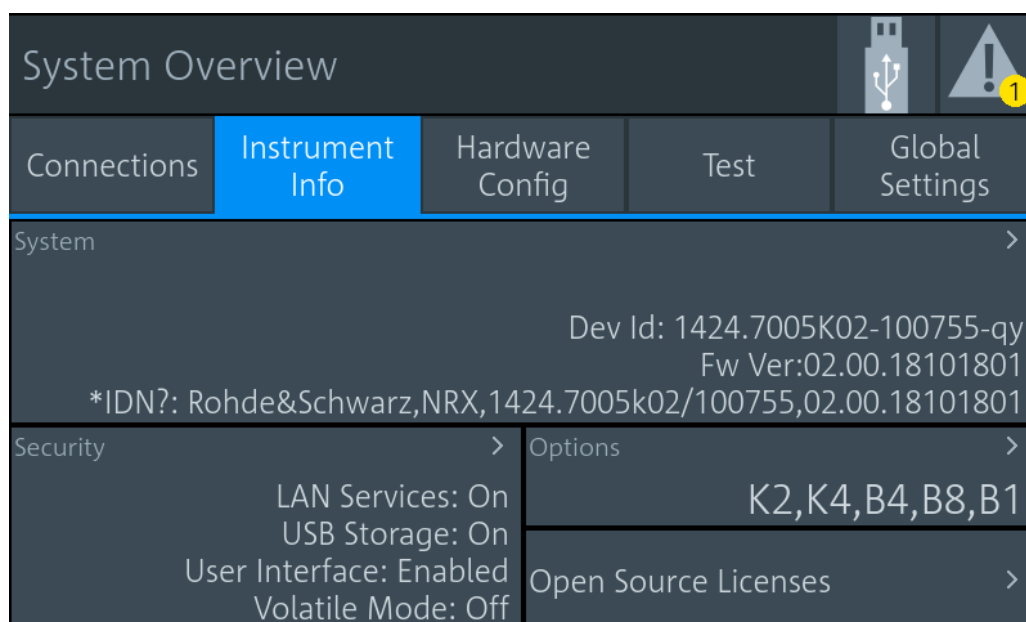 System Overview
1
Connections
Instrument
Info
Hardware
Config
Test
Global
Settings
System
Dev Id: 1424.7005K02-100755-qy
Fw Ver:02.00.18101801
*IDN?: Rohde&Schwarz,NRX,1424.7005k02/100755,02.00.18101801
Security
LAN Services: On
USB Storage: On
User Interface: Enabled
Volatile Mode: Off
Options
K2,K4,B4,B8,B1
Open Source Licenses